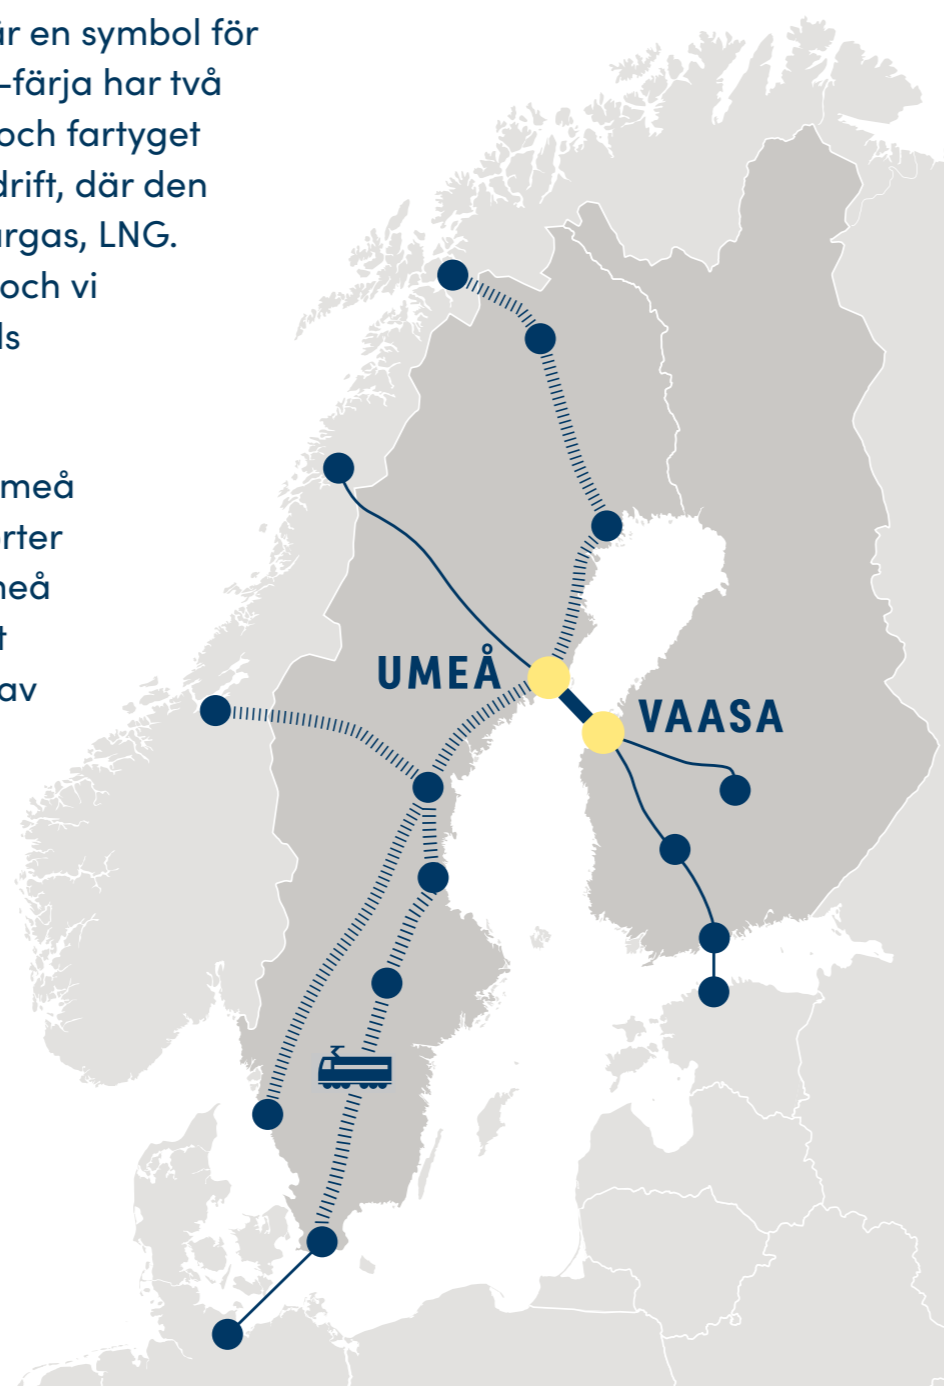 är en symbol för
-färja har två
och fartyget
drift, där den
argas, LNG.
och vi
ls
meå
rter
neå
t
av
UMEÅ
VAASA